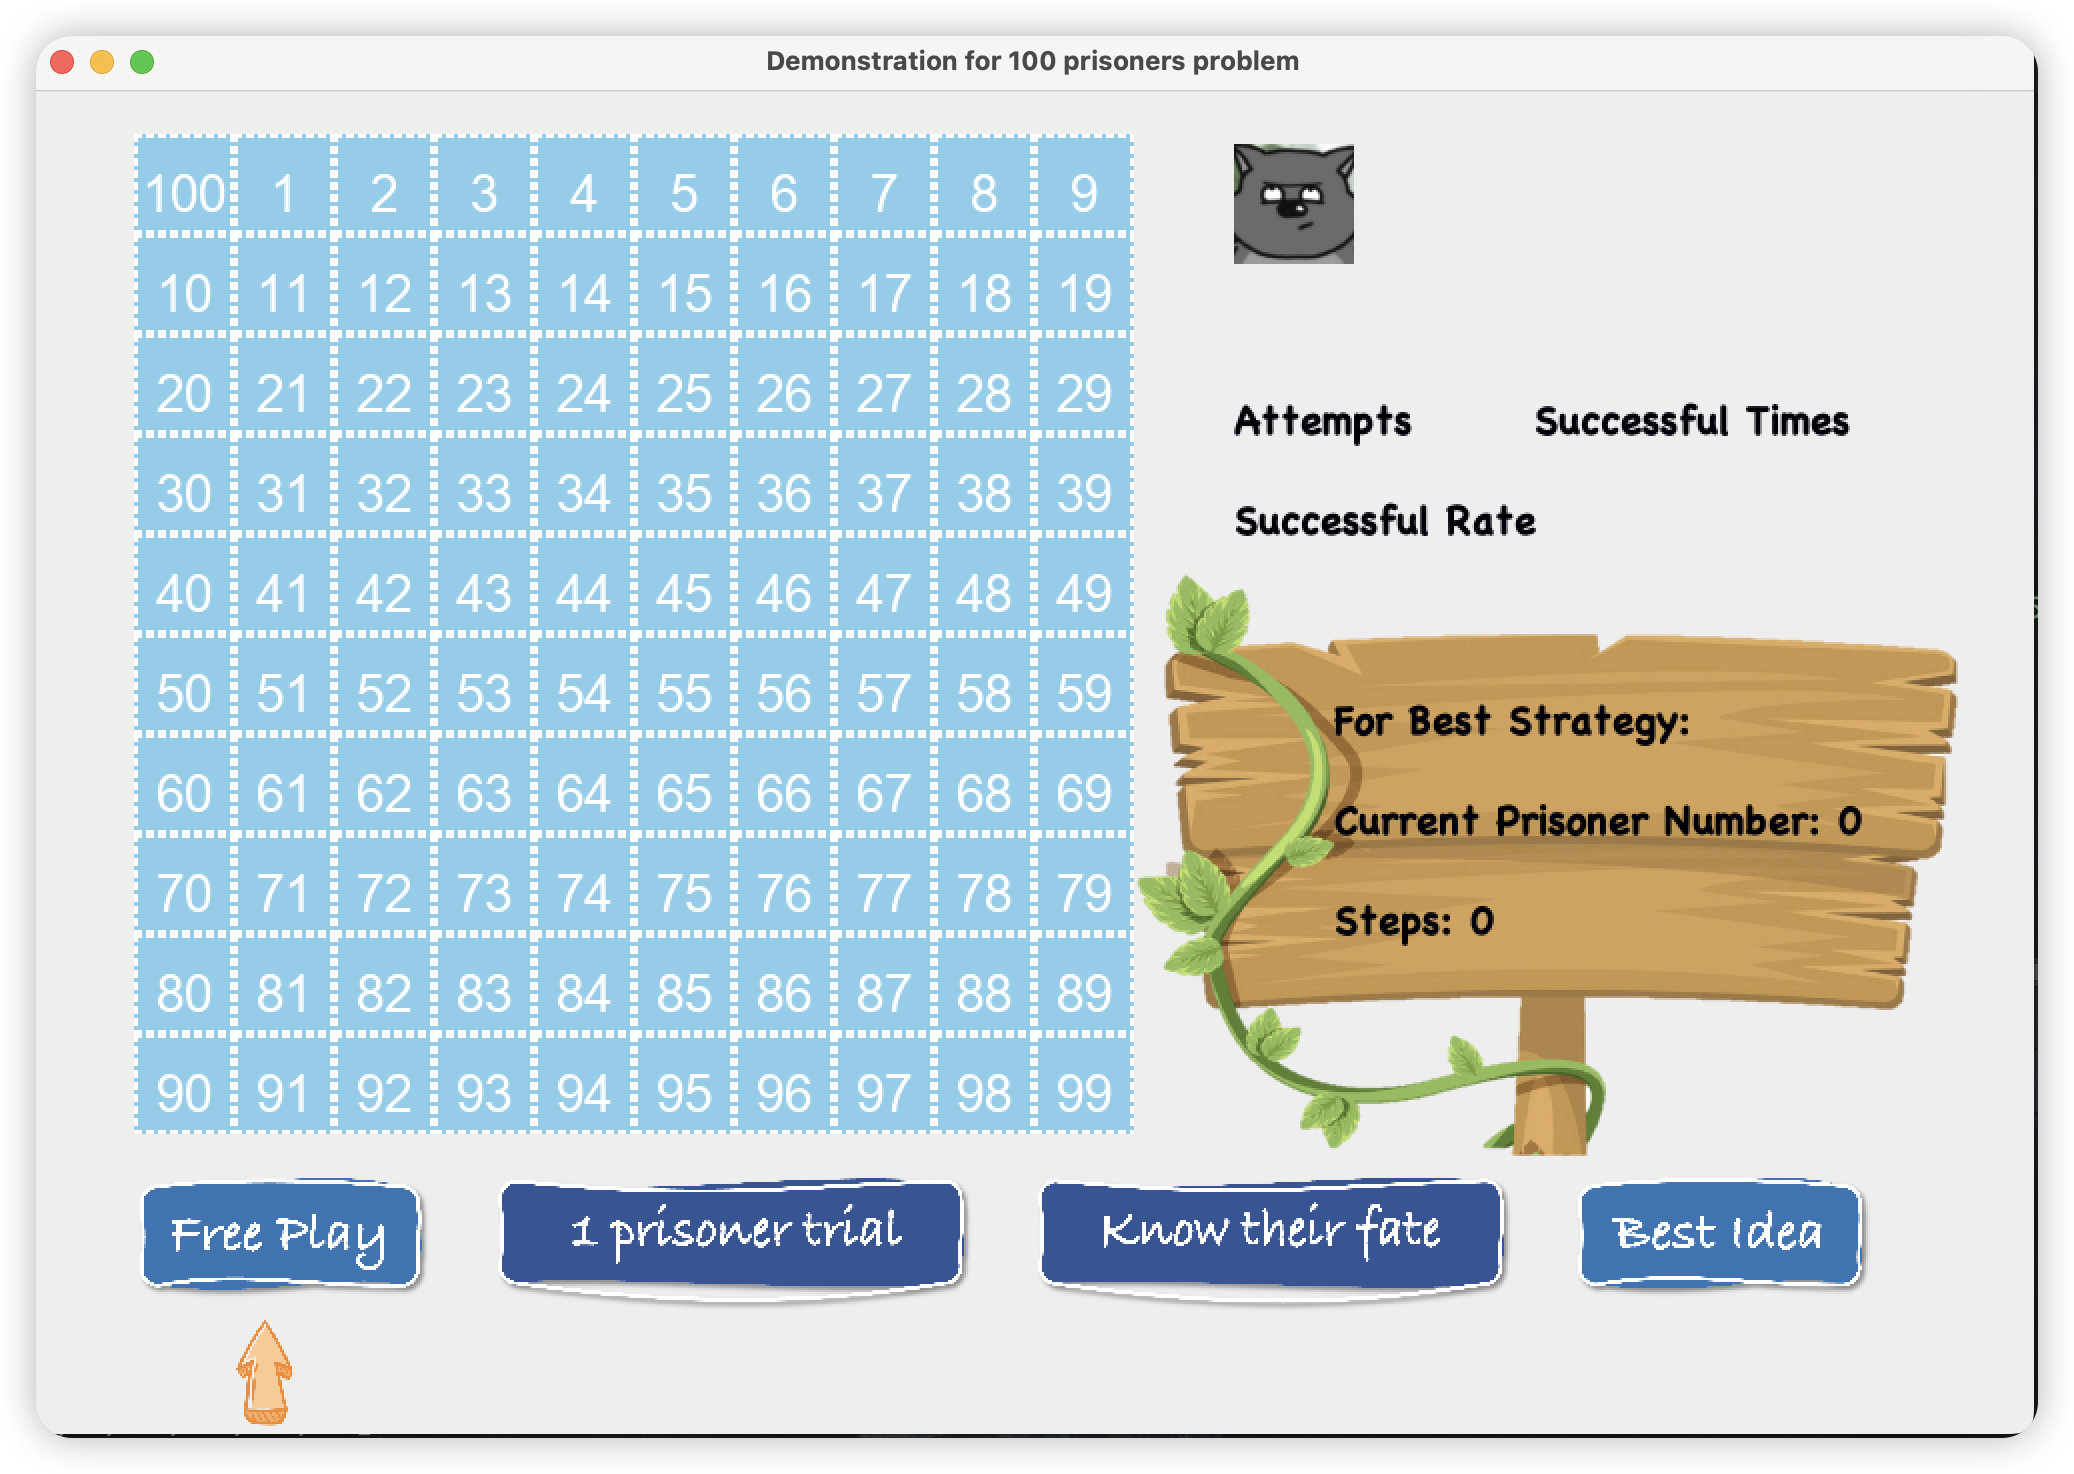 Demonstration for 100 prisoners problem
100 1 2 3 4 5 6 7 8 9
10 11 12 13 14 15 16 17 18 19
20 21 22 23 24 25 26 27 28 29
30 31 32 33 34 35 36 37 38 39
40 41 42 43 44 45 46 47 48 49
50 51 52 53 54 55 56 57 58 59
60 61 62 63 64 65 66 67 68 69
70 71 72 73 74 75 76 77 78 79
80 81 82 83 84 85 86 87 88 89
90 91 92 93 94 95 96 97 98 99
Attempts Successful Times
Successful Rate
For Best Strategy:
Current Prisoner Number: 0
Steps: 0
Free Play
1 prisoner trial
Know their fate
Best Idea